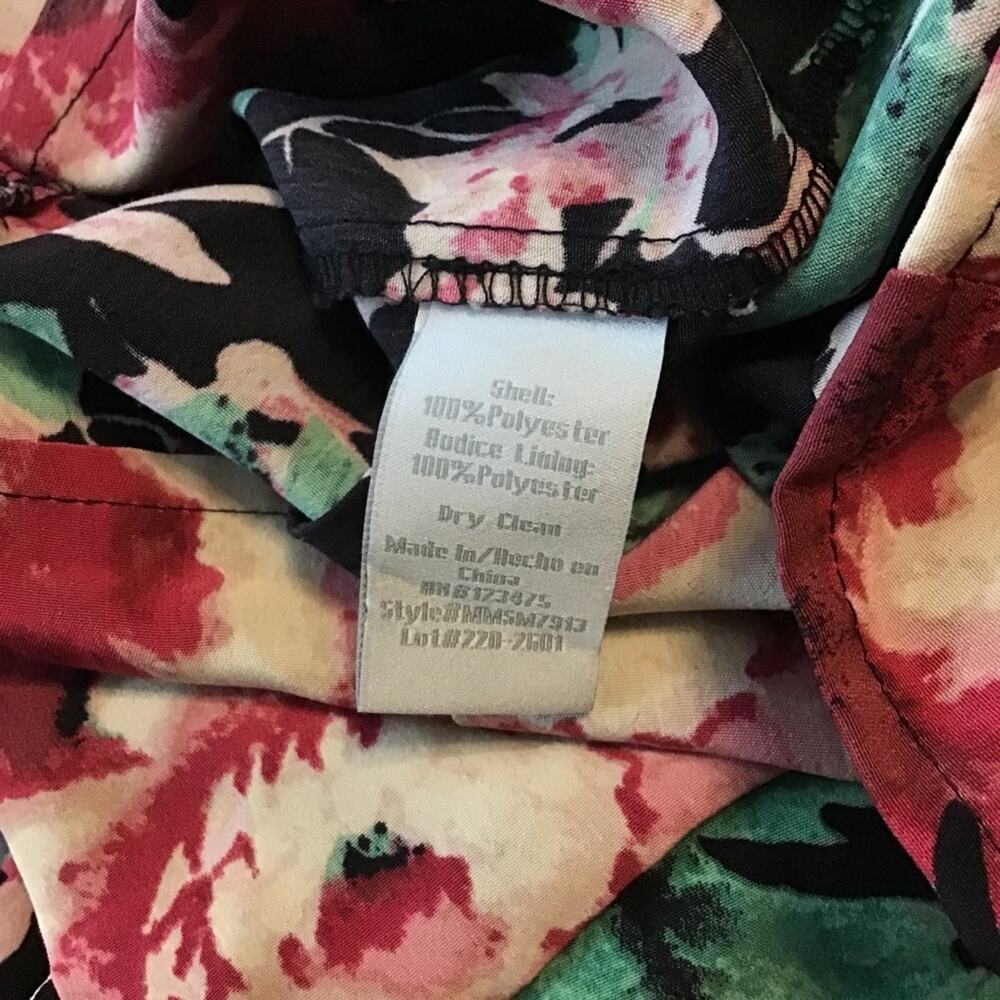 Shell:
100%Polyester
Bodice Lining:
100%Polyester
Dry Clean
Made In/Hecho en
China
RN#123475
Style#MMSM7913
Lot#220-2601